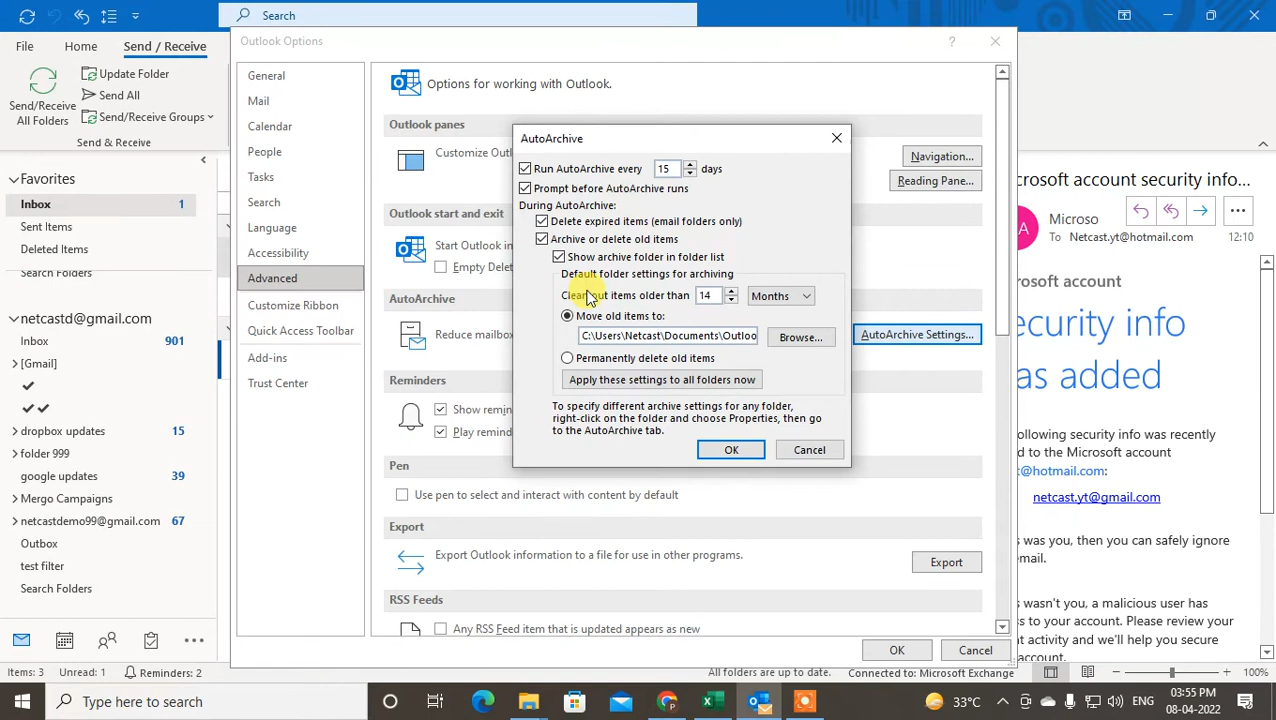 Search
File
Home
Send / Receive
Send/Receive
All Folders
Update Folder
Send All
Send/Receive Groups
Send & Receive
Favorites
Inbox 1
Sent Items
Deleted Items
Search Folders
netcastd@gmail.com
Inbox 901
[Gmail]
dropbox updates 15
folder 999
google updates 39
Mergo Campaigns
netcastdemo99@gmail.com 67
Outbox
test filter
Search Folders
Items: 3 Unread: 1 Reminders: 2
Outlook Options
?
General
Mail
Calendar
People
Tasks
Search
Language
Accessibility
Advanced
Customize Ribbon
Quick Access Toolbar
Add-ins
Trust Center
Options for working with Outlook.
Outlook panes
Customize Outl
Navigation...
Reading Pane...
Outlook start and exit
Start Outlook in
Empty Delet
AutoArchive
Reduce mailbox
AutoArchive Settings...
Reminders
Show remin
Play remind
Pen
Use pen to select and interact with content by default
Export
Export Outlook information to a file for use in other programs.
Export
RSS Feeds
Any RSS Feed item that is updated appears as new
OK
Cancel
AutoArchive
Run AutoArchive every 15 days
Prompt before AutoArchive runs
During AutoArchive:
Delete expired items (email folders only)
Archive or delete old items
Show archive folder in folder list
Default folder settings for archiving
Clean out items older than 14 Months
Move old items to:
C:\Users\Netcast\Documents\Outloo
Browse...
Permanently delete old items
Apply these settings to all folders now
To specify different archive settings for any folder,
right-click on the folder and choose Properties, then go
to the AutoArchive tab.
OK
Cancel
crosoft account security info...
A
Microso
To Netcast.yt@hotmail.com
12:10
crosoft account
ecurity info
as added
ollowing security info was recently
ed to the Microsoft account
t@hotmail.com:
netcast.yt@gmail.com
s was you, then you can safely ignore
email.
s wasn't you, a malicious user has
s to your account. Please review your
nt activity and we'll help you secure
account.
All folders are up to date. Connected to: Microsoft Exchange
100%
Type here to search
33°C
ENG
03:55 PM
08-04-2022